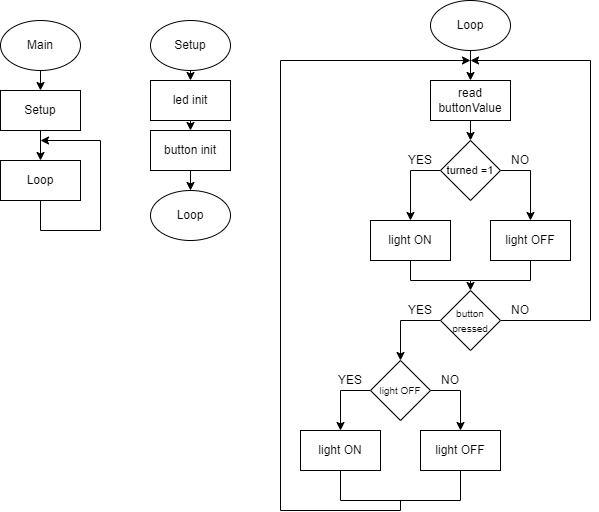 Main
Setup
Loop
Setup
led init
button init
Loop
Loop
read
buttonValue
turned =1
YES
NO
light ON
light OFF
button
pressed
YES
NO
light OFF
YES
NO
light ON
light OFF